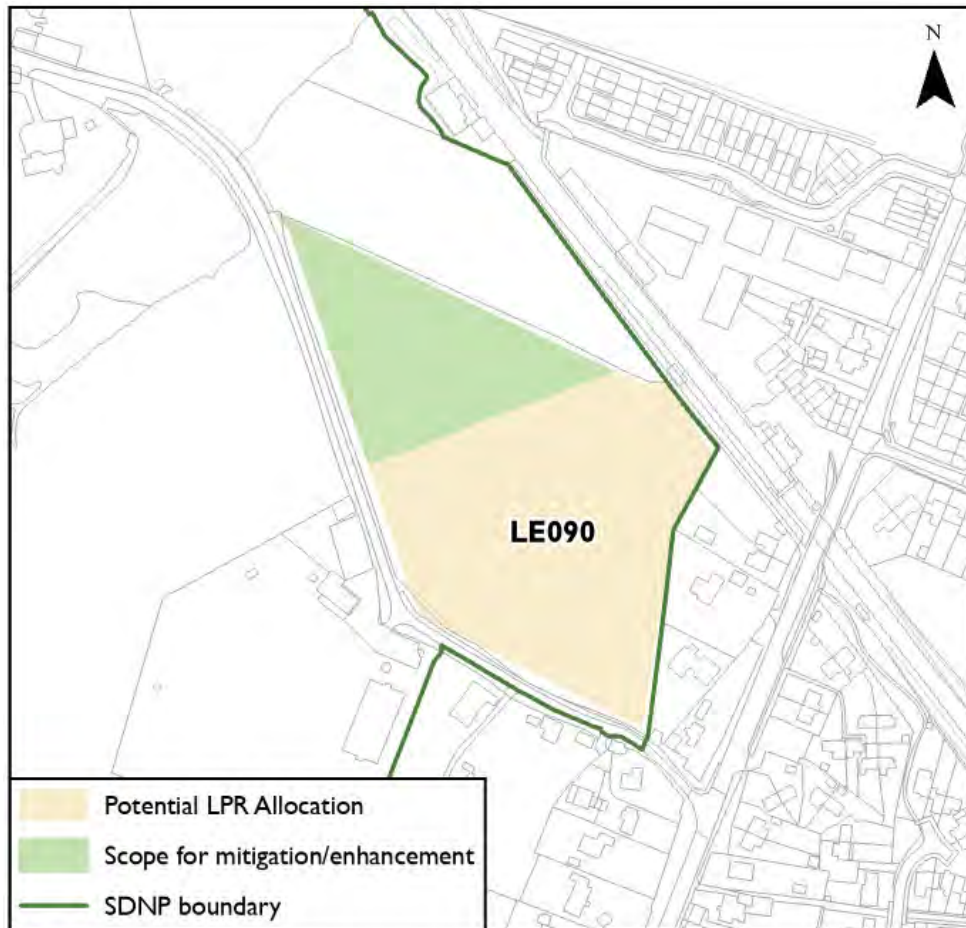 N
LE090
Potential LPR Allocation
Scope for mitigation/enhancement
SDNP boundary